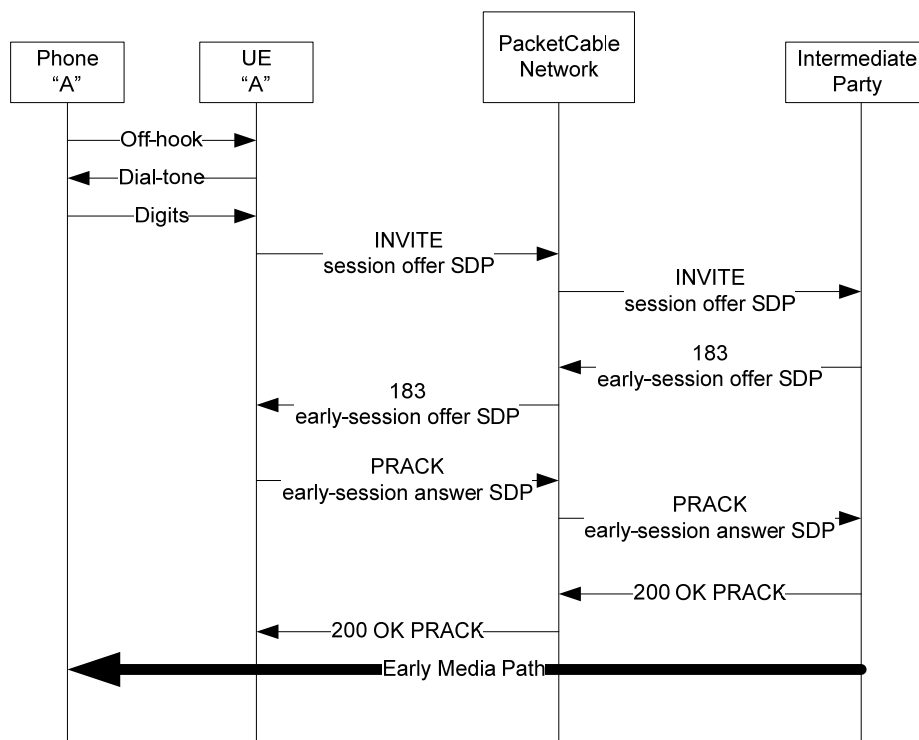 Phone
“A”
UE
“A”
PacketCable
Network
Intermediate
Party
Off-hook
Dial-tone
Digits
INVITE
session offer SDP
INVITE
session offer SDP
183
early-session offer SDP
183
early-session offer SDP
PRACK
early-session answer SDP
PRACK
early-session answer SDP
200 OK PRACK
200 OK PRACK
Early Media Path